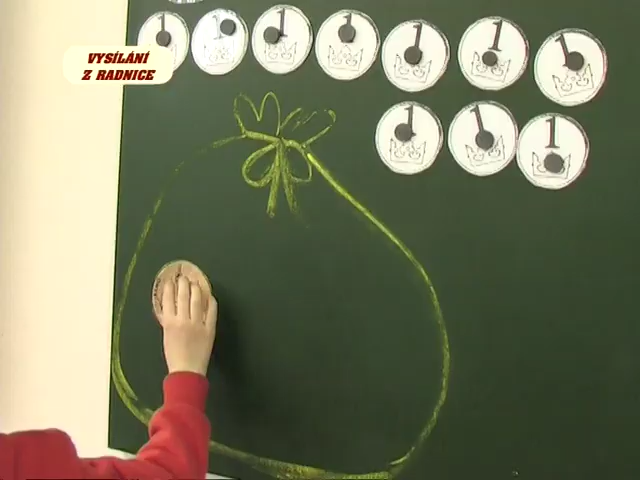 VYSÍLÁNÍ
Z RADNICE
1 1 1 1 1 1 1
1 1 1